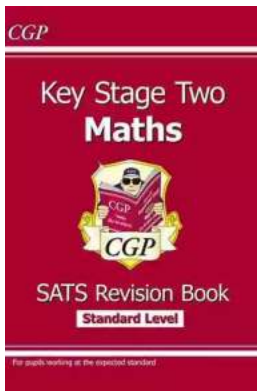 CGP
Key Stage Two
Maths
CGP
CGP
SATS Revision Book
Standard Level
For pupils working at the expected standard